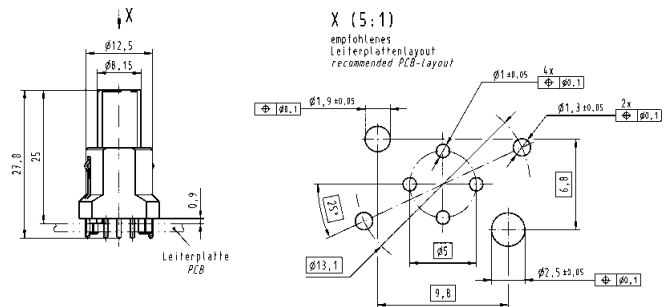 X
Ø12,5
Ø8,15
27,8
25
0,9
Leiterplatte
PCB
X (5:1)
empfohlenes
Leiterplattenlayout
recommended PCB-layout
Ø1 ±0,05
4x
⌖ Ø0,1
Ø1,9 ±0,05
⌖ Ø0,1
2x
Ø1,3 ±0,05
⌖ Ø0,1
6,8
25°
Ø13,1
Ø5
Ø2,5 ±0,05
⌖ Ø0,1
9,8